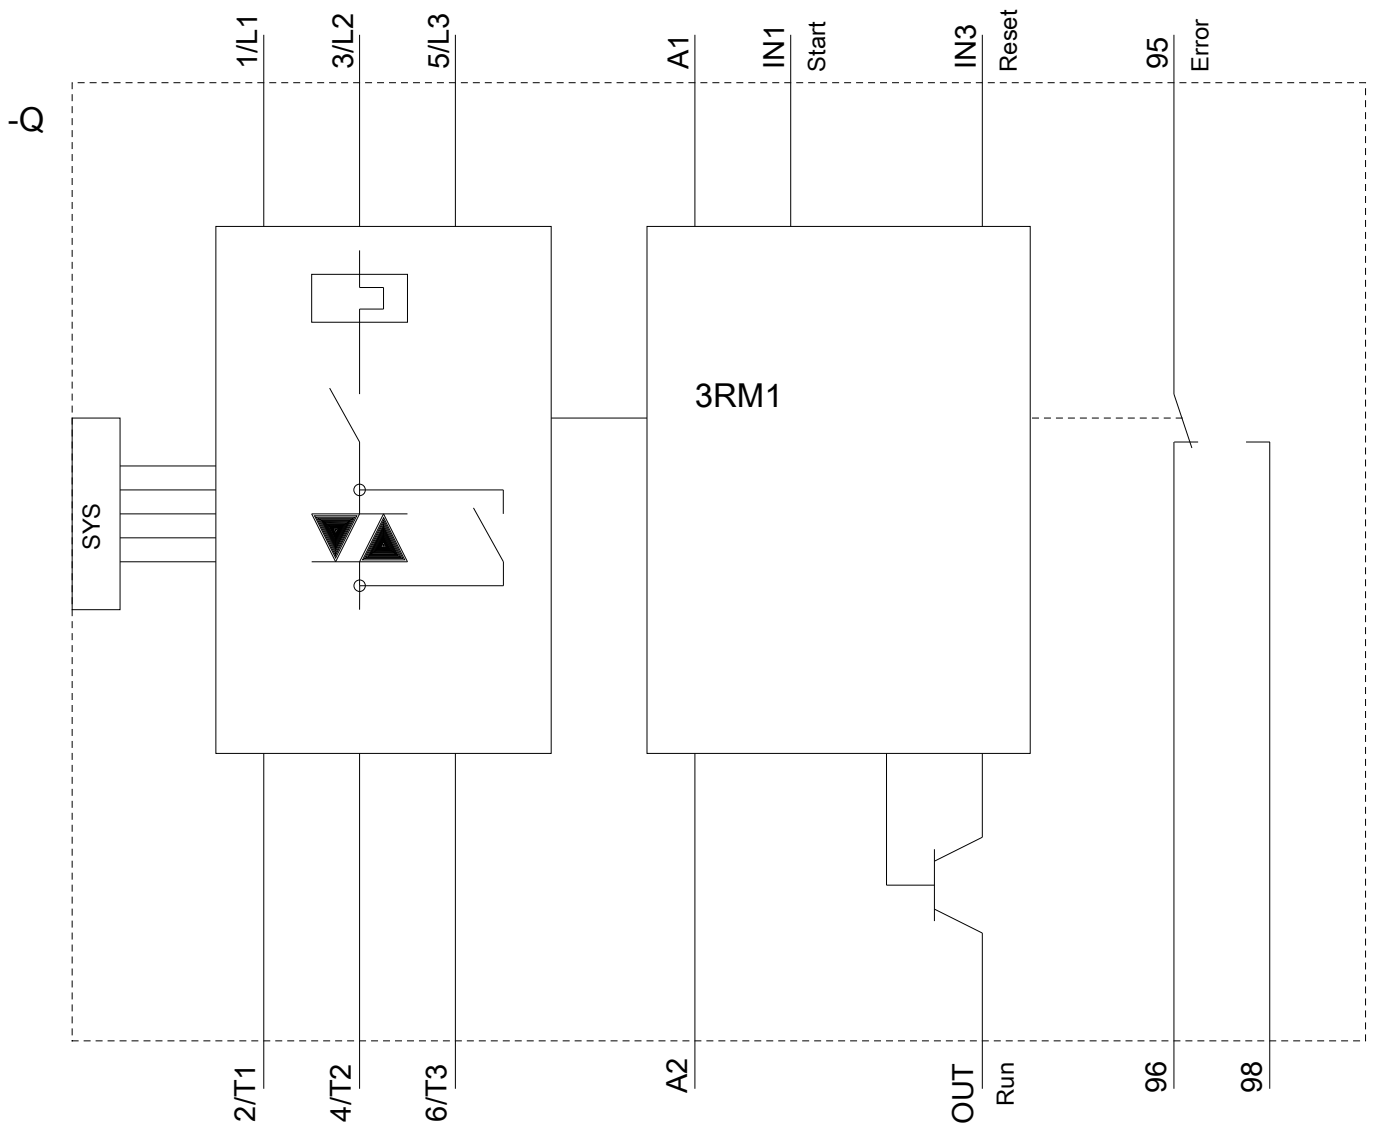 1/L1
3/L2
5/L3
A1
IN1
Start
IN3
Reset
95
Error
-Q
3RM1
SYS
2/T1
4/T2
6/T3
A2
OUT
Run
96
98